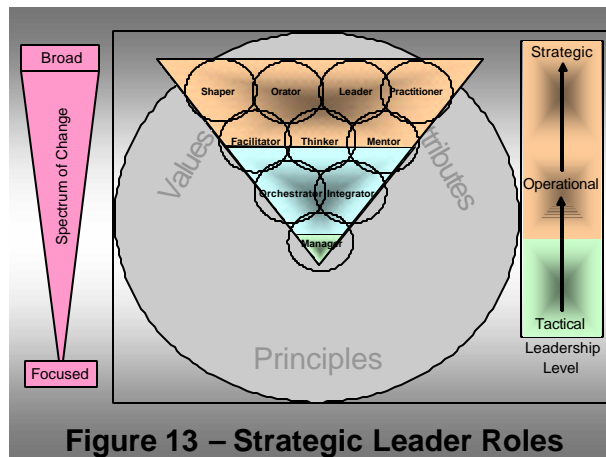 Broad
Spectrum of Change
Focused
Shaper Orator Leader Practitioner
Facilitator Thinker Mentor
Orchestrator Integrator
Manager
Values
tributes
Principles
Strategic
Operational
Tactical
Leadership
Level
Figure 13 – Strategic Leader Roles